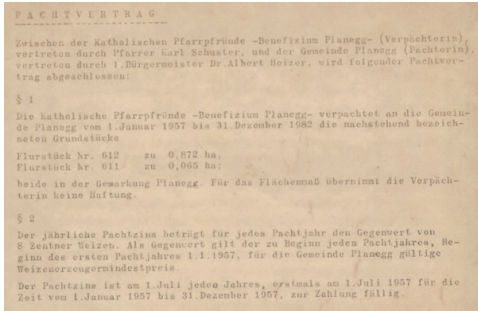 P A C H T V E R T R A G
Zwischen der Katholischen Pfarrpfründe -Benefizium Planegg- (Verpächterin),
vertreten durch Pfarrer Karl Schuster, und der Gemeinde Planegg (Pächterin),
vertreten durch 1.Bürgermeister Dr.Albert Hoizer, wird folgender Pachtver-
trag abgeschlossen:
§ 1
Die Katholische Pfarrpfründe -Benefizium Planegg- verpachtet an die Gemein-
de Planegg vom 1.Januar 1957 bis 31.Dezember 1982 die nachstehend bezeich-
neten Grundstücke
Flurstück Nr. 612 zu 0,872 ha,
Flurstück Nr. 611 zu 0,065 ha;
beide in der Gemarkung Planegg. Für das Flächenmaß übernimmt die Verpäch-
terin keine Haftung.
§ 2
Der jährliche Pachtzins beträgt für jedes Pachtjahr den Gegenwert von
8 Zentner Weizen. Als Gegenwert gilt der zu Beginn jeden Pachtjahres, Be-
ginn des ersten Pachtjahres 1.1.1957, für die Gemeinde Planegg gültige
Weizenerzeugermindestpreis.
Der Pachtzins ist am 1.Juli jeden Jahres, erstmals am 1.Juli 1957 für die
Zeit vom 1.Januar 1957 bis 31.Dezember 1957, zur Zahlung fällig.